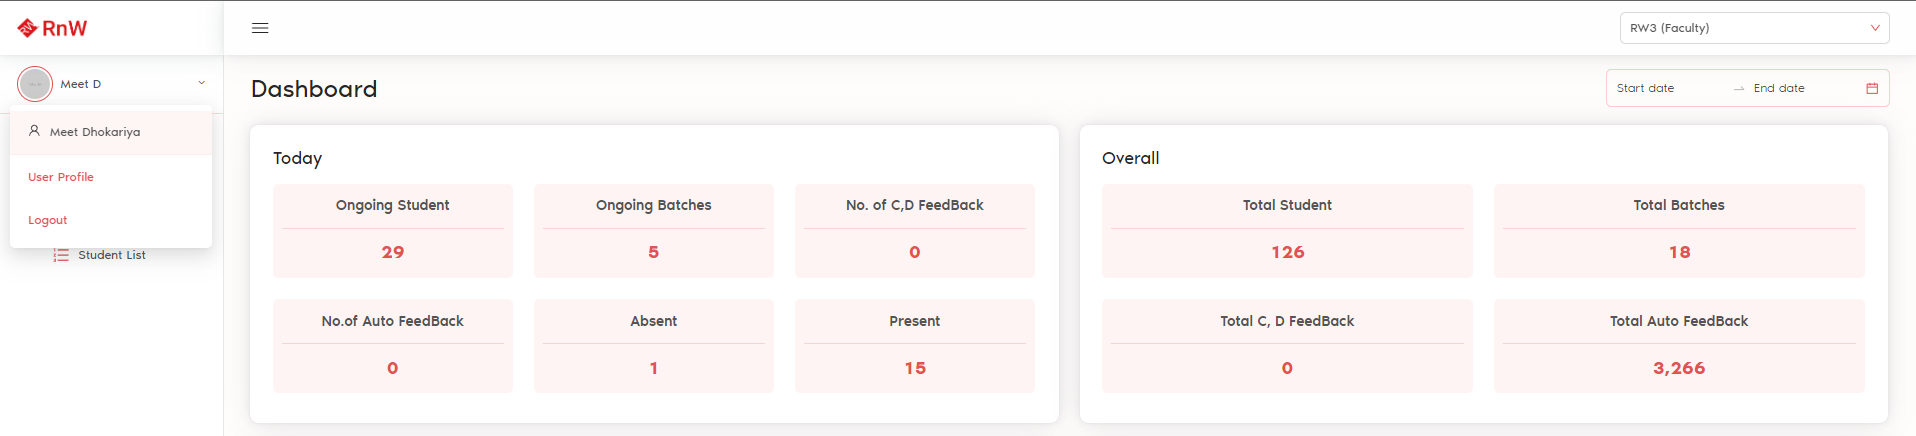 RnW
RW3 (Faculty)
Meet D
Meet Dhokariya
User Profile
Logout
Student List
Dashboard
Start date
End date
Today
Ongoing Student
29
Ongoing Batches
5
No. of C,D FeedBack
0
No.of Auto FeedBack
0
Absent
1
Present
15
Overall
Total Student
126
Total Batches
18
Total C, D FeedBack
0
Total Auto FeedBack
3,266